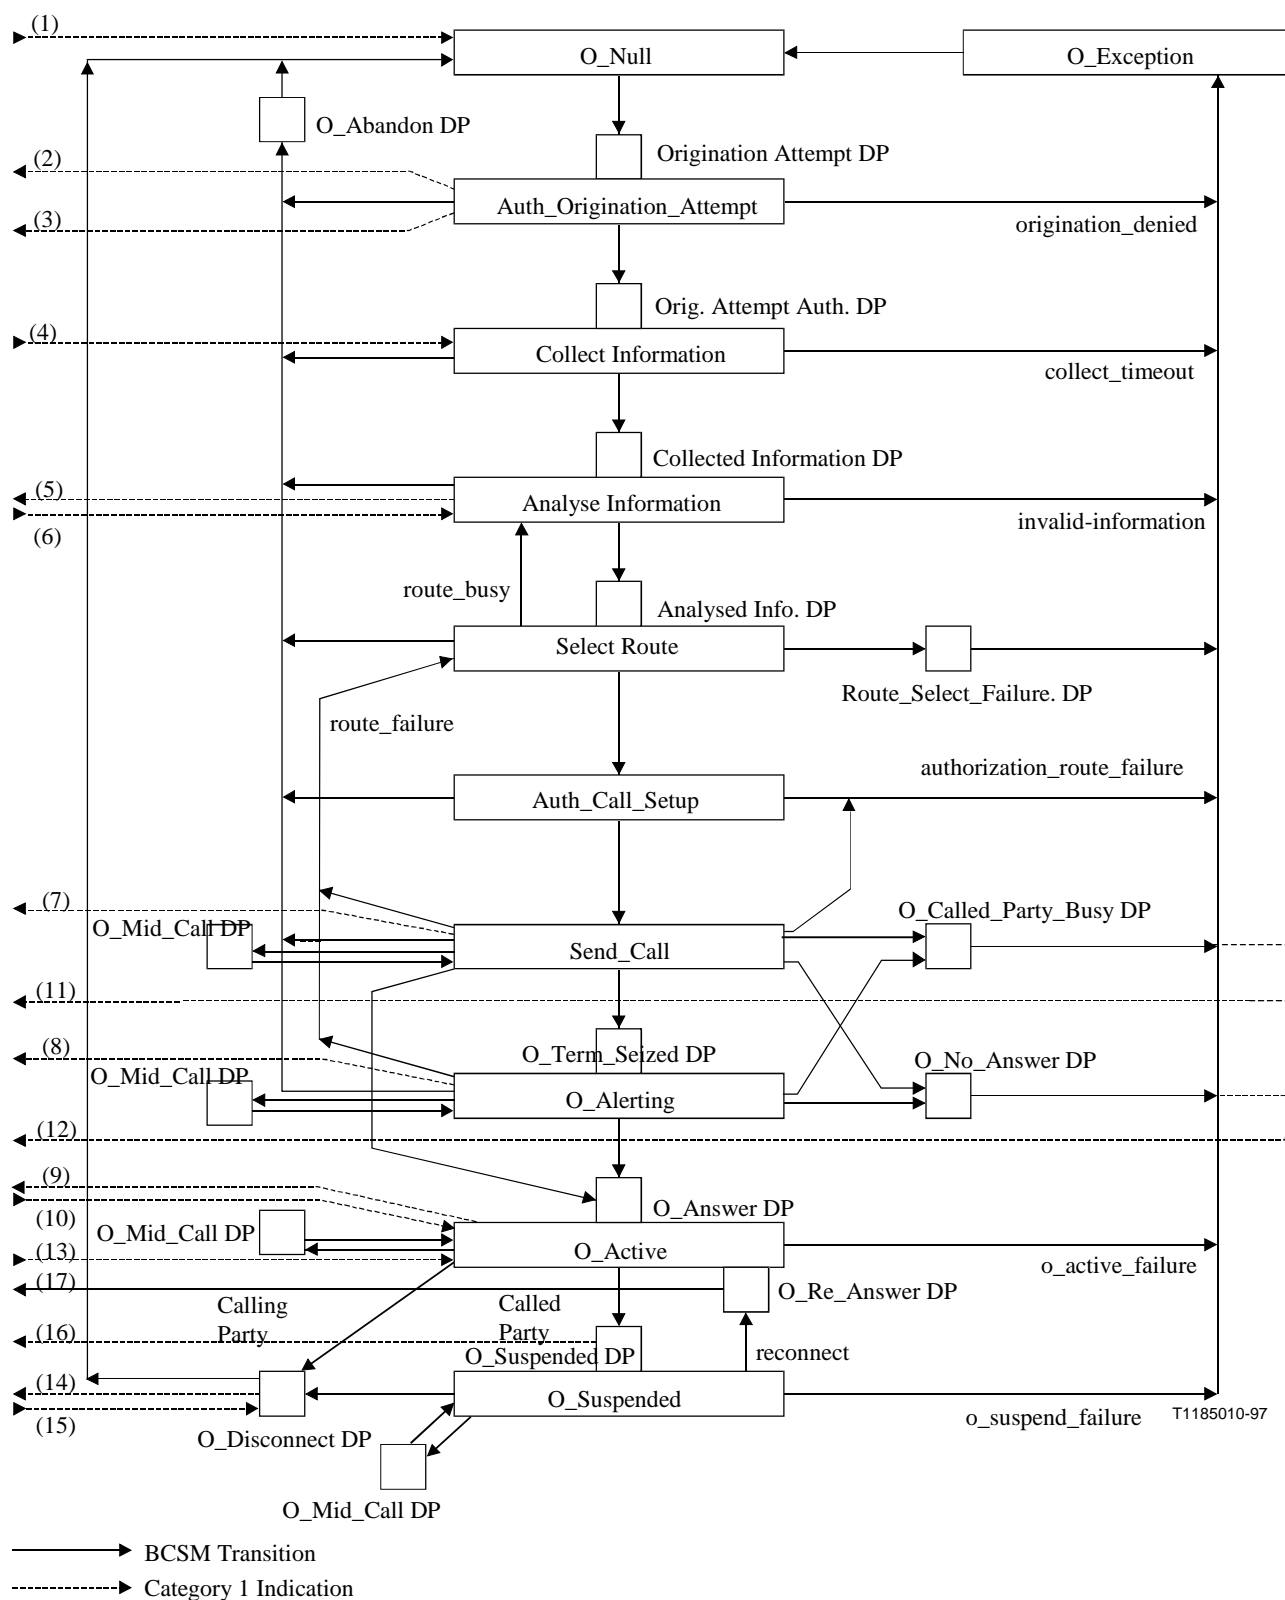 (1)
O_Null
O_Exception
O_Abandon DP
Origination Attempt DP
(2)
Auth_Origination_Attempt
(3)
origination_denied
Orig. Attempt Auth. DP
(4)
Collect Information
collect_timeout
Collected Information DP
(5)
Analyse Information
invalid-information
(6)
route_busy
Analysed Info. DP
Select Route
Route_Select_Failure. DP
route_failure
authorization_route_failure
Auth_Call_Setup
(7)
O_Called_Party_Busy DP
O_Mid_Call DP
Send_Call
(11)
(8)
O_Term_Seized DP
O_No_Answer DP
O_Mid_Call DP
O_Alerting
(12)
(9)
O_Answer DP
(10)
O_Mid_Call DP
(13)
O_Active
o_active_failure
(17)
O_Re_Answer DP
Calling
Party
Called
Party
(16)
O_Suspended DP
reconnect
(14)
O_Suspended
(15)
O_Disconnect DP
o_suspend_failure
T1185010-97
O_Mid_Call DP
BCSM Transition
Category 1 Indication